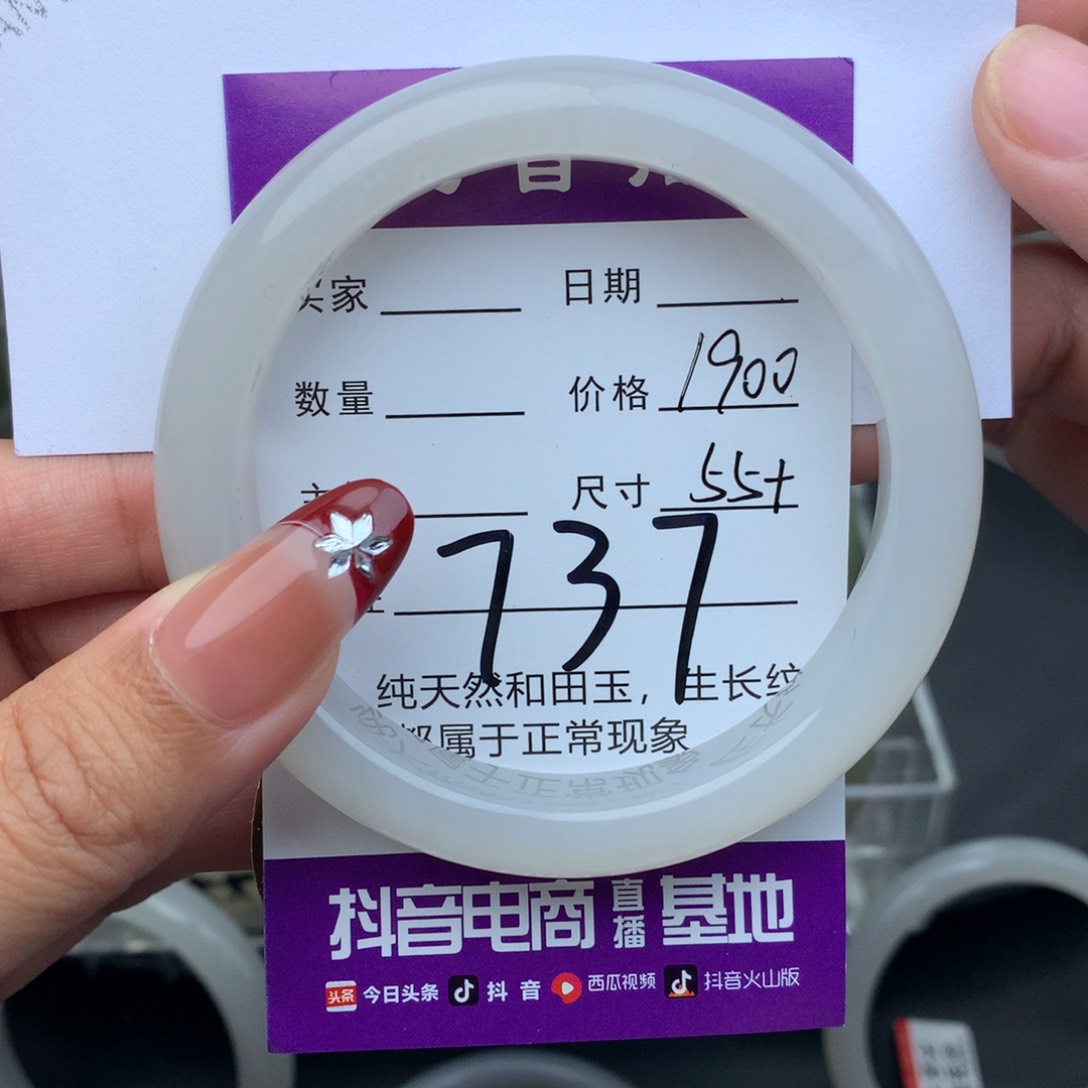 买家 日期
数量 价格 1900
尺寸 55+
737
纯天然和田玉，生长纹
都属于正常现象
抖音电商直播基地
头条 今日头条 抖音 西瓜视频 抖音火山版